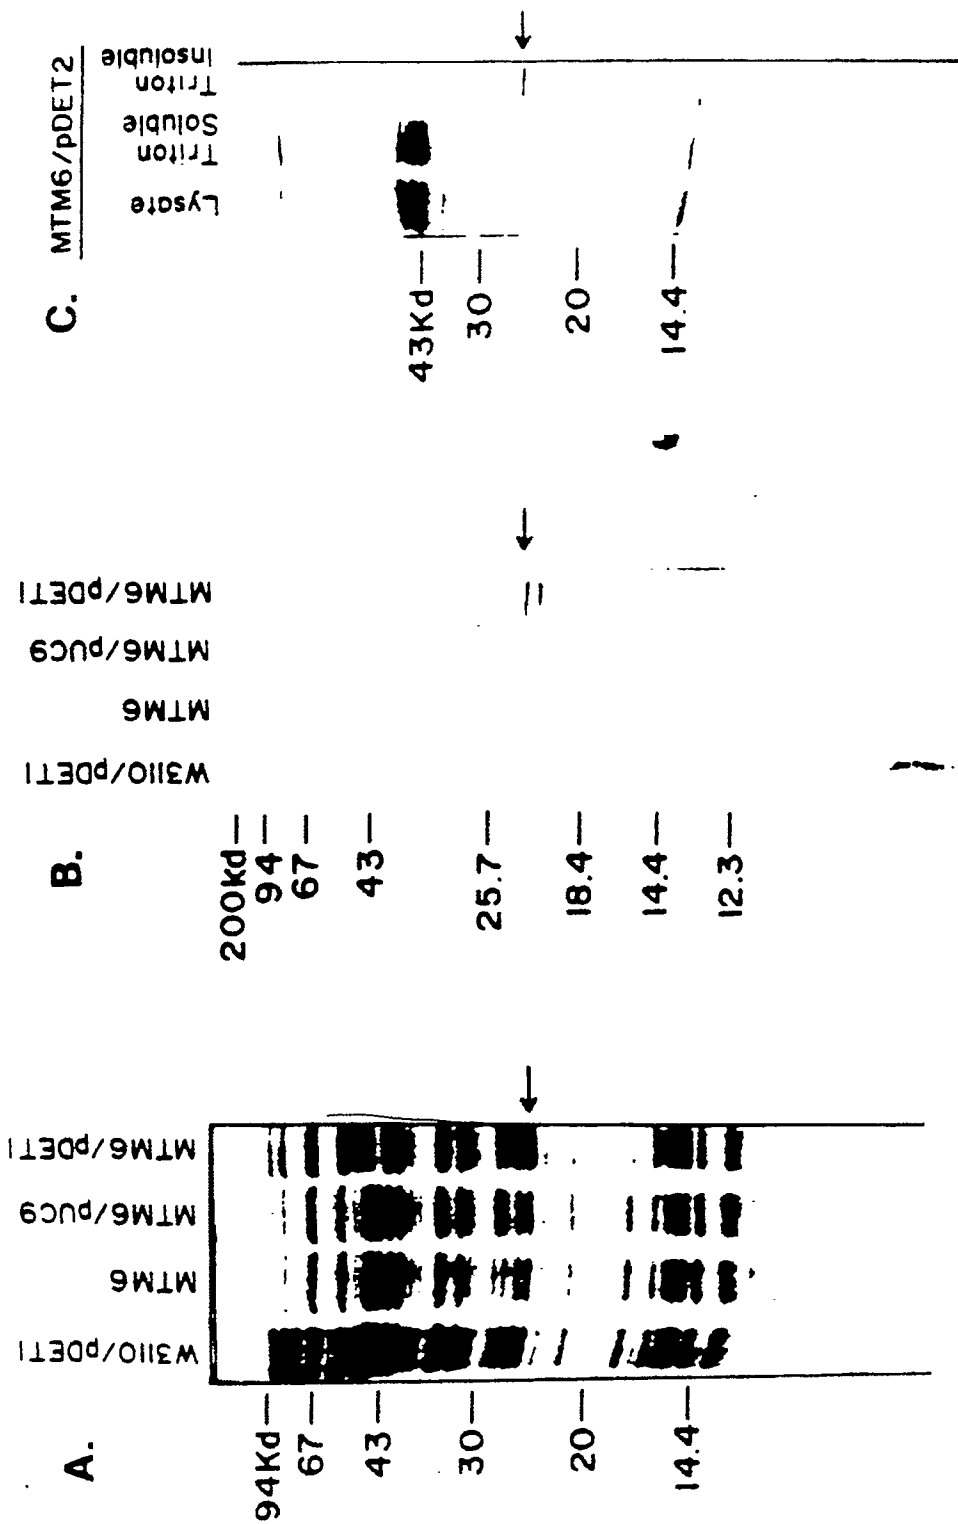 A.
W3110/pDET1
MTM6
MTM6/pUC9
MTM6/pDET1
94Kd
67
43
30
20
14.4
B.
W3110/pDET1
MTM6
MTM6/pUC9
MTM6/pDET1
200kd
94
67
43
25.7
18.4
14.4
12.3
C.
MTM6/pDET2
Lysate
Triton
Soluble
Triton
Insoluble
43Kd
30
20
14.4